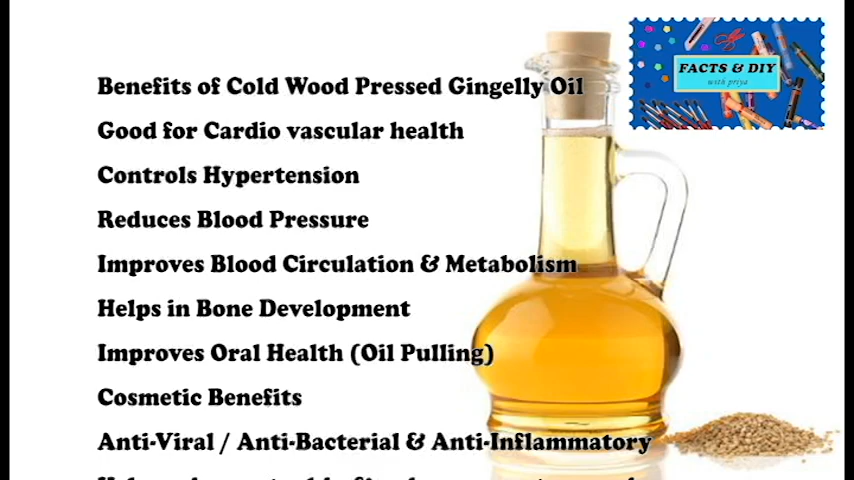 FACTS & DIY
with priya
Benefits of Cold Wood Pressed Gingelly Oil
Good for Cardio vascular health
Controls Hypertension
Reduces Blood Pressure
Improves Blood Circulation & Metabolism
Helps in Bone Development
Improves Oral Health (Oil Pulling)
Cosmetic Benefits
Anti-Viral / Anti-Bacterial & Anti-Inflammatory